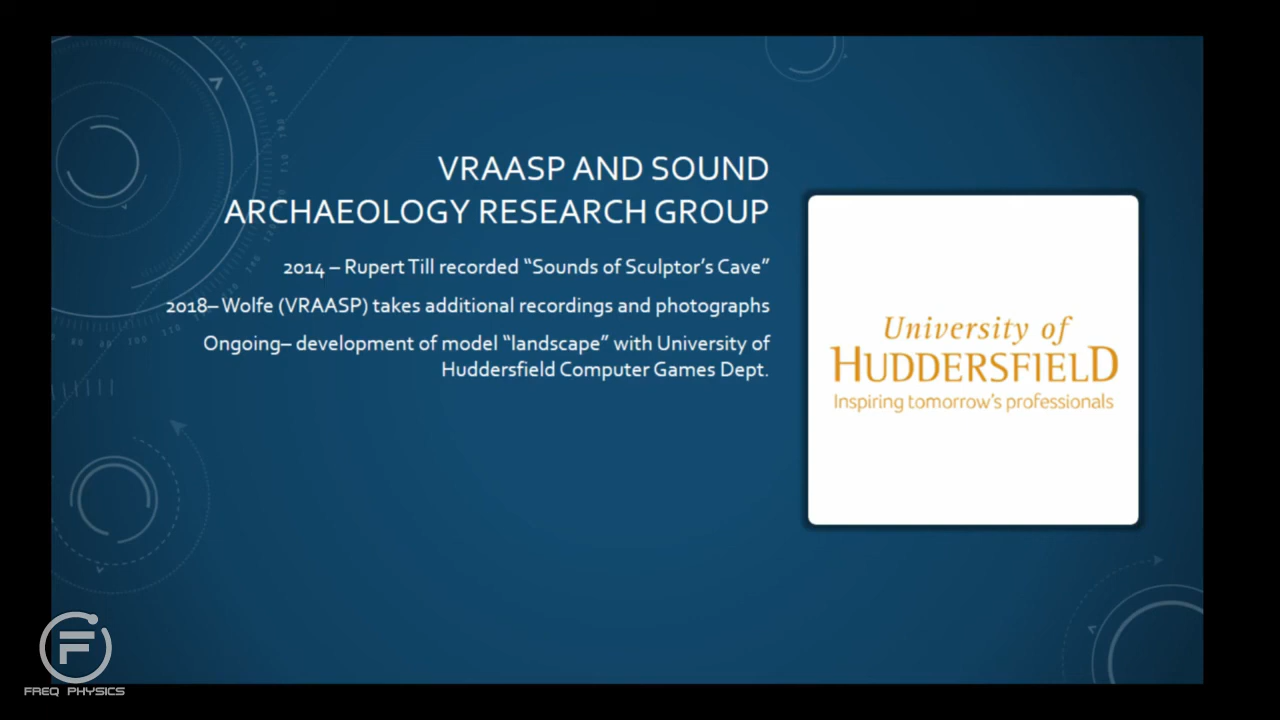 VRAASP AND SOUND
ARCHAEOLOGY RESEARCH GROUP
2014 – Rupert Till recorded “Sounds of Sculptor’s Cave”
2018– Wolfe (VRAASP) takes additional recordings and photographs
Ongoing– development of model “landscape” with University of
Huddersfield Computer Games Dept.
University of
HUDDERSFIELD
Inspiring tomorrow’s professionals
FREQ PHYSICS